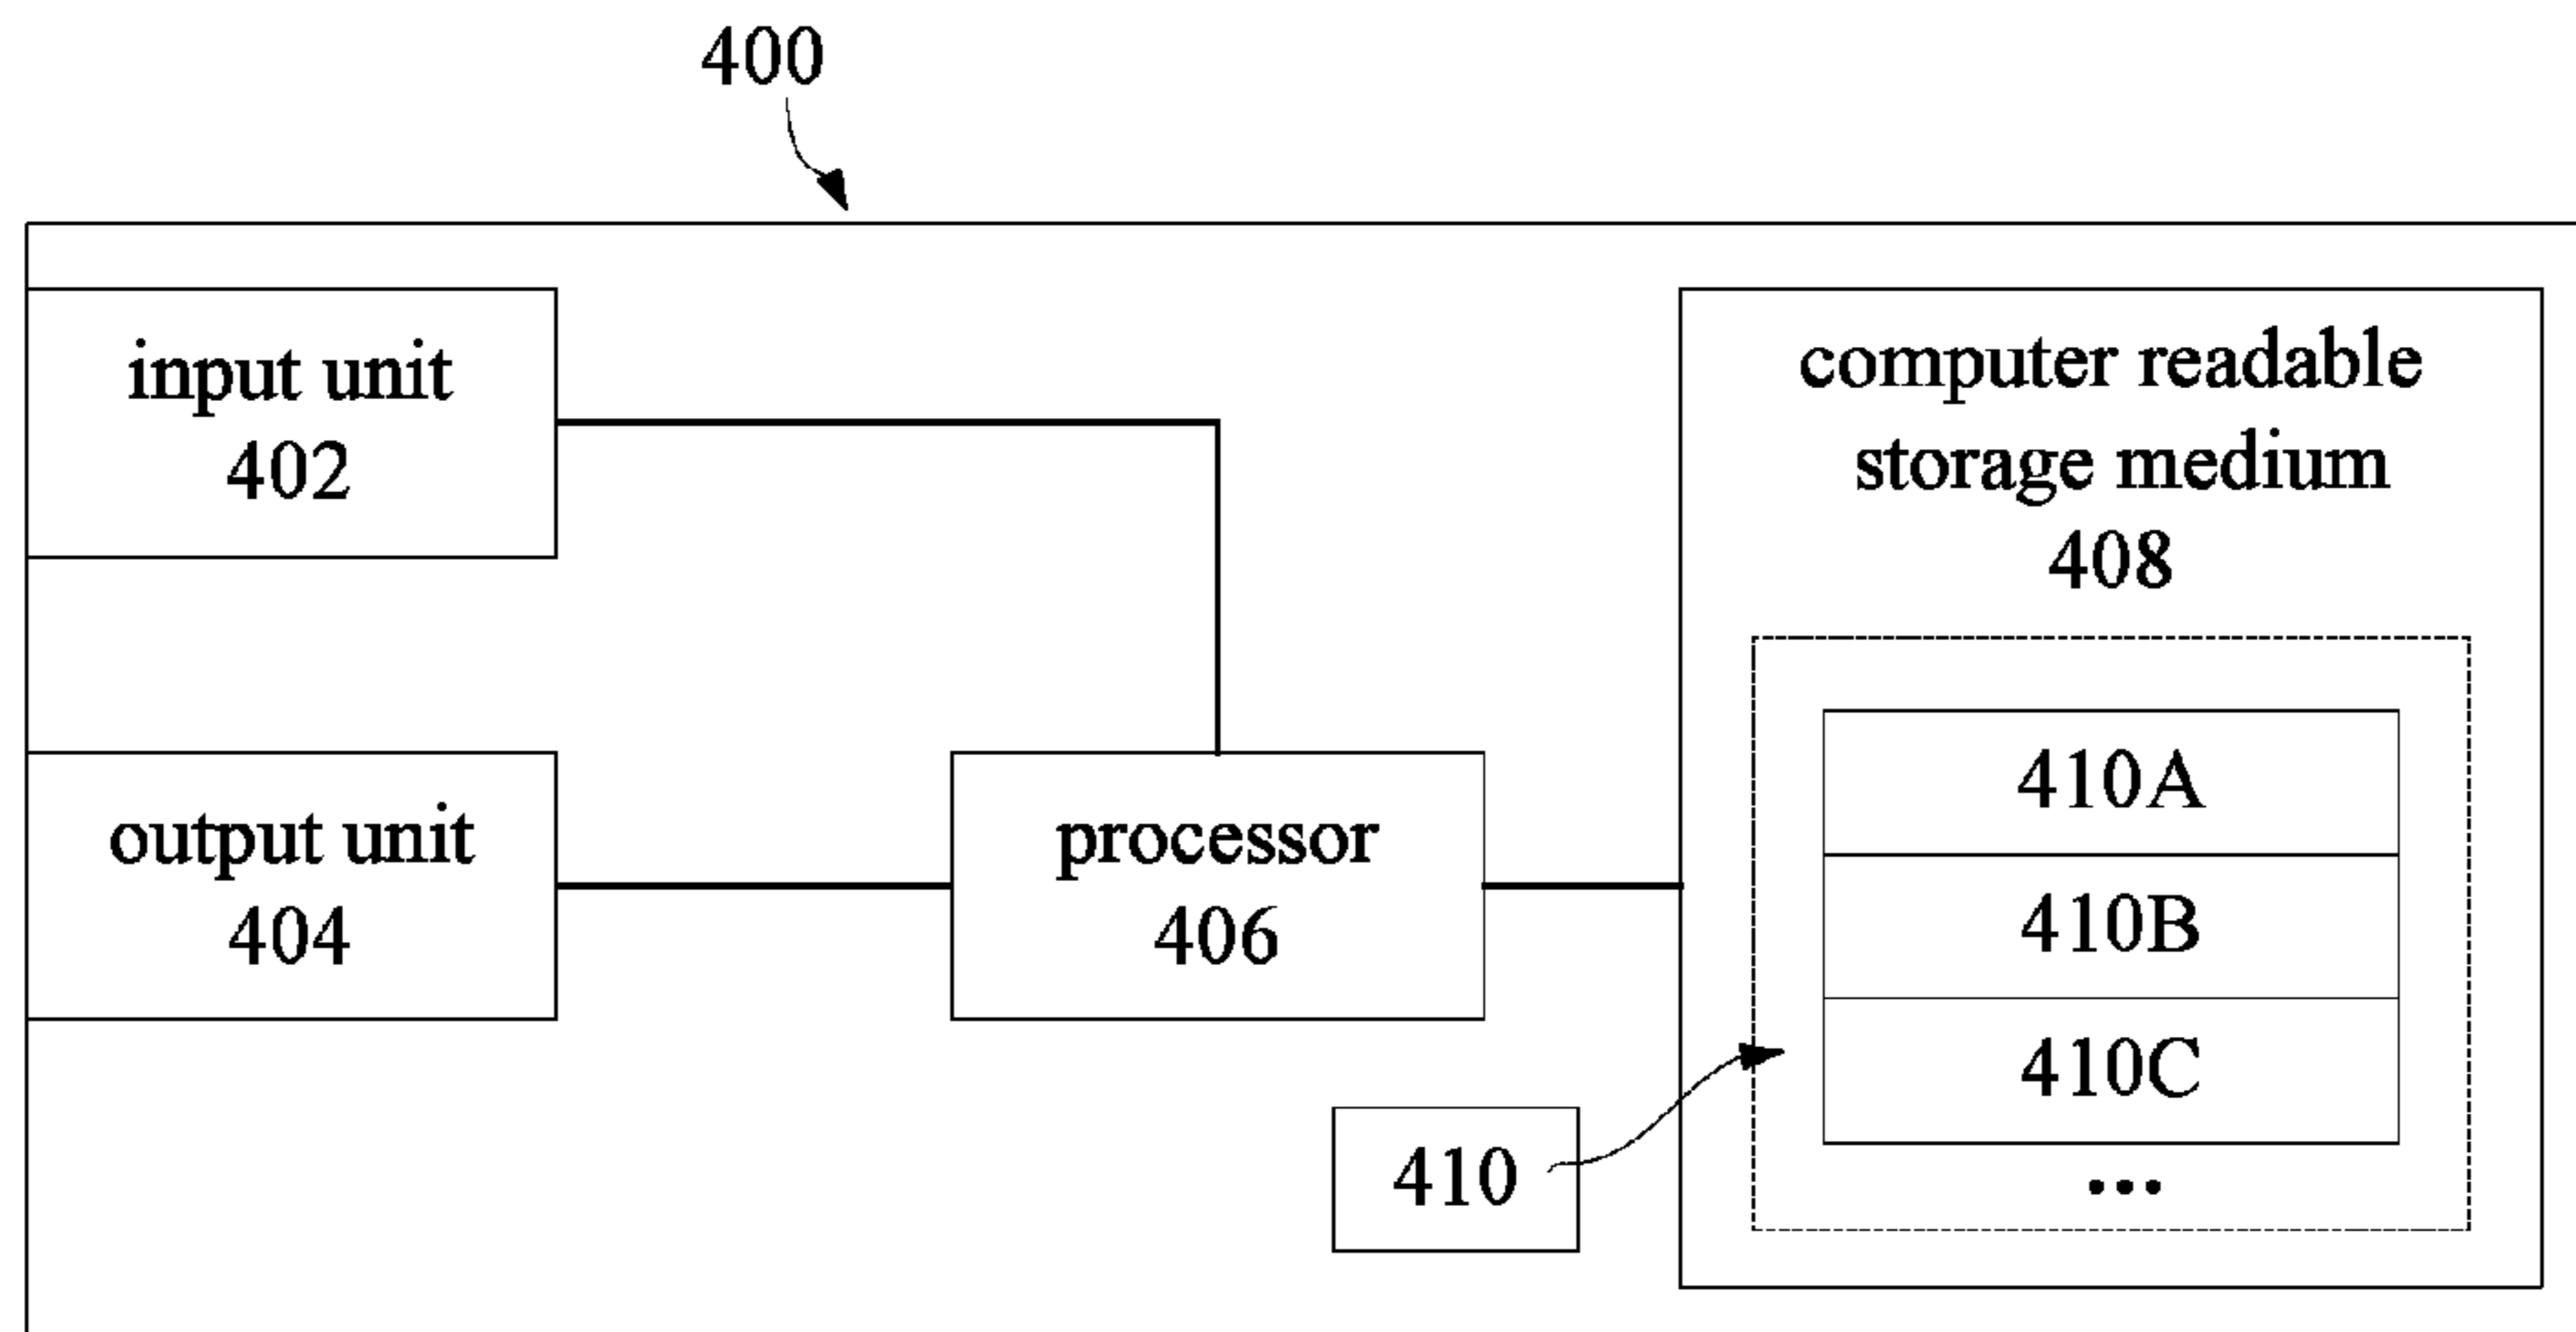 400
input unit
402
computer readable
storage medium
408
output unit
404
processor
406
410A
410B
410C
410
...